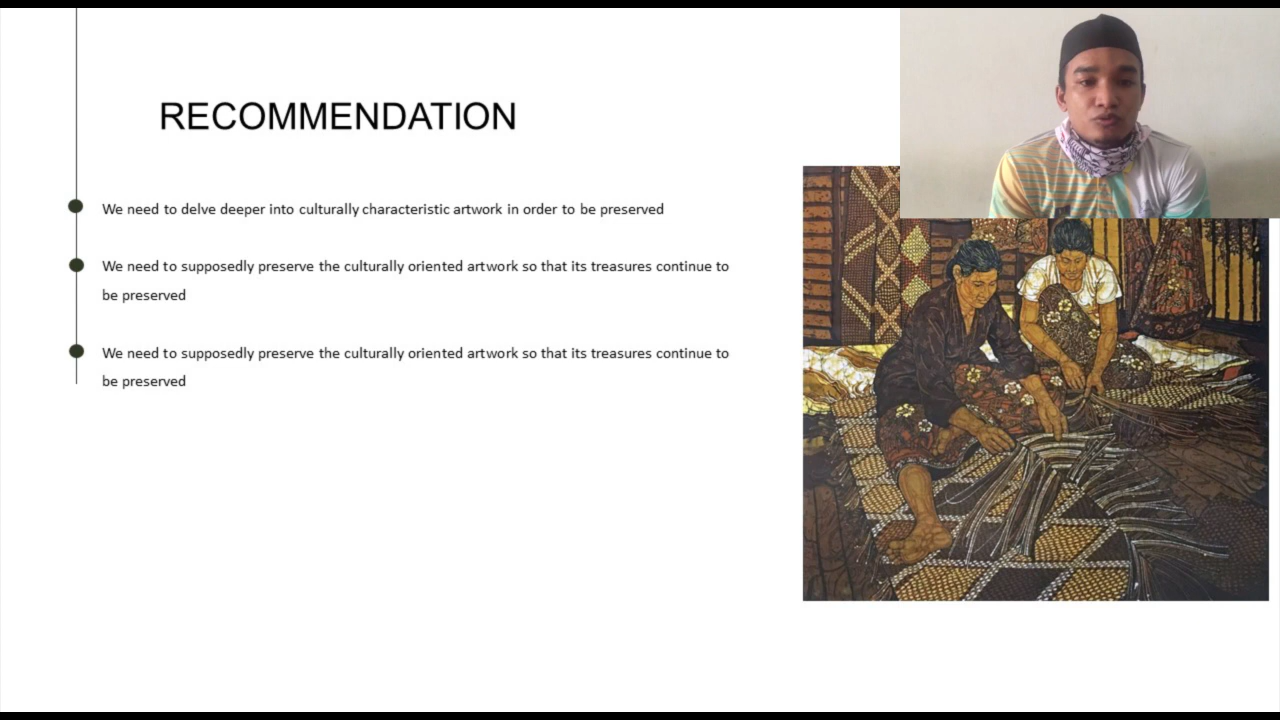 RECOMMENDATION
We need to delve deeper into culturally characteristic artwork in order to be preserved
We need to supposedly preserve the culturally oriented artwork so that its treasures continue to
be preserved
We need to supposedly preserve the culturally oriented artwork so that its treasures continue to
be preserved